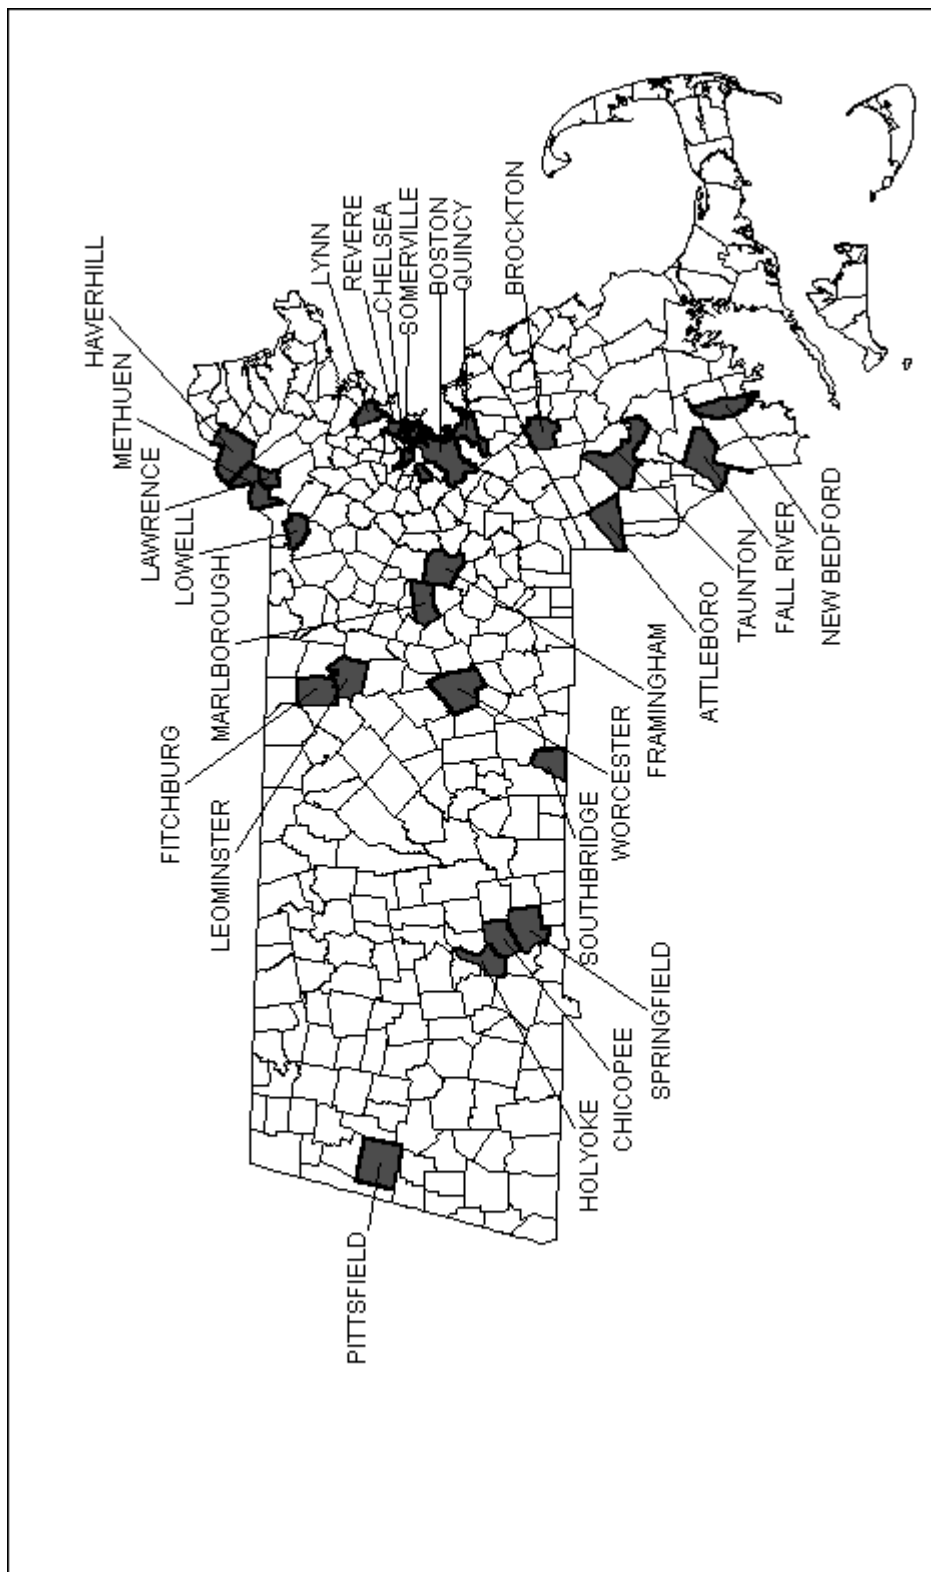 HAVERHILL
METHUEN
LAWRENCE
LOWELL
MARLBOROUGH
FITCHBURG
LEOMINSTER
PITTSFIELD
LYNN
REVERE
CHELSEA
SOMERVILLE
BOSTON
QUINCY
BROCKTON
HOLYOKE
CHICOPEE
SPRINGFIELD
SOUTHBRIDGE
WORCESTER
FRAMINGHAM
ATTLEBORO
TAUNTON
FALL RIVER
NEW BEDFORD